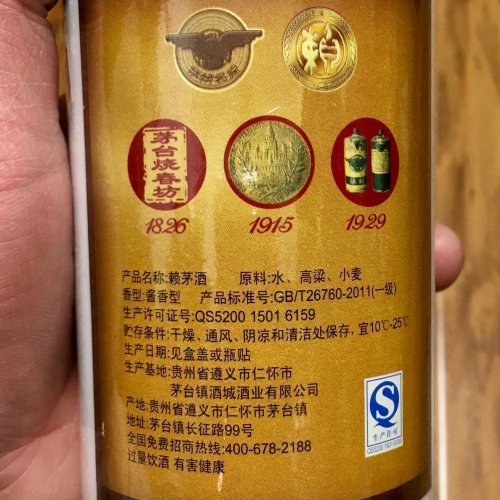 赖
茅台烧春坊
1826
1915
1929
产品名称:赖茅酒 原料:水、高粱、小麦
香型:酱香型 产品标准号:GB/T26760-2011(一级)
生产许可证号:QS5200 1501 6159
贮存条件:干燥、通风、阴凉和清洁处保存,宜10℃-25℃
生产日期:见盒盖或瓶贴
生产基地:贵州省遵义市仁怀市
茅台镇酒城酒业有限公司
产地:贵州省遵义市仁怀市茅台镇
地址:茅台镇长征路99号
全国免费招商热线:400-678-2188
过量饮酒 有害健康
生产许可
QS5200 1501 6159